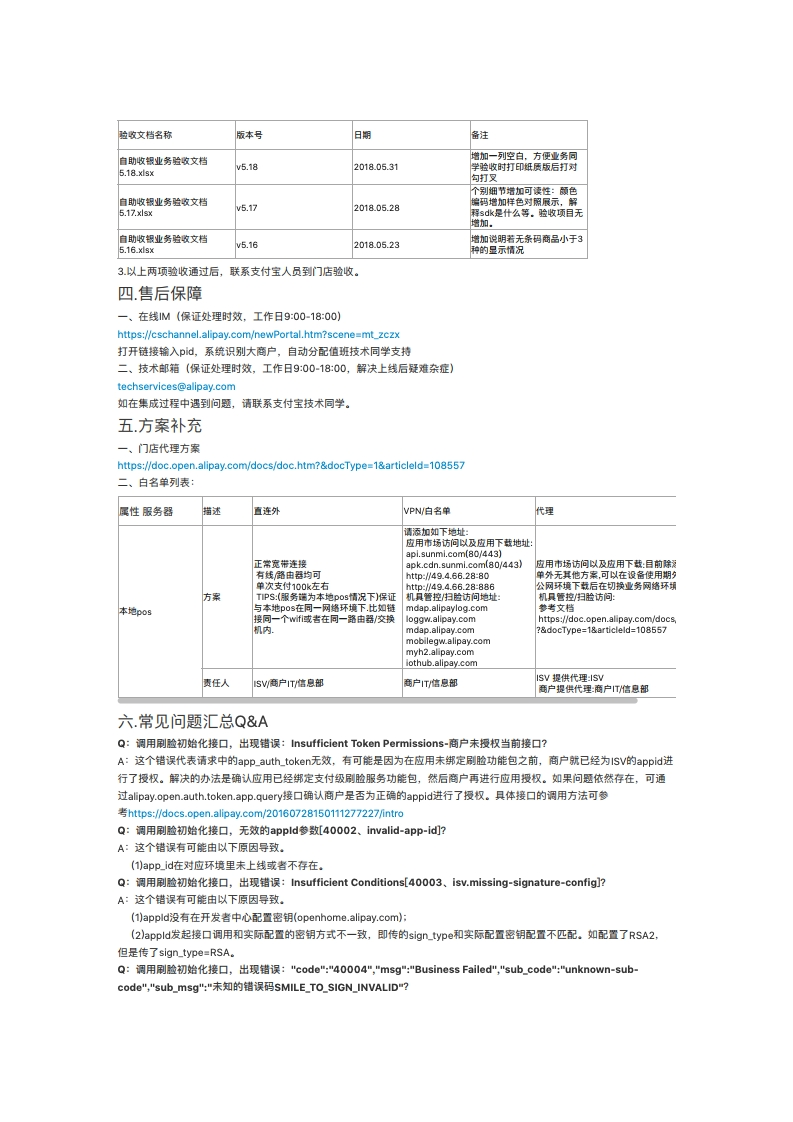 验收文档名称 版本号 日期 备注
自助收银业务验收文档
5.18.xlsx
v5.18
2018.05.31
增加一列空白，方便业务同
学验收时打印纸质版后打对
勾打叉
自助收银业务验收文档
5.17.xlsx
v5.17
2018.05.28
个别细节增加可读性：颜色
编码增加样色对照展示，解
释sdk是什么等。验收项目无
增加。
自助收银业务验收文档
5.16.xlsx
v5.16
2018.05.23
增加说明若无条码商品小于3
种的显示情况
3.以上两项验收通过后，联系支付宝人员到门店验收。
四.售后保障
一、在线IM（保证处理时效，工作日9:00-18:00）
https://cschannel.alipay.com/newPortal.htm?scene=mt_zczx
打开链接输入pid，系统识别大商户，自动分配值班技术同学支持
二、技术邮箱（保证处理时效，工作日9:00-18:00，解决上线后疑难杂症）
techservices@alipay.com
如在集成过程中遇到问题，请联系支付宝技术同学。
五.方案补充
一、门店代理方案
https://doc.open.alipay.com/docs/doc.htm?&docType=1&articleId=108557
二、白名单列表：
属性 服务器 描述 直连外 VPN/白名单 代理
本地pos
方案
正常宽带连接
有线/路由器均可
单次支付100k左右
TIPS:(服务端为本地pos情况下)保证
与本地pos在同一网络环境下.比如链
接同一个wifi或者在同一路由器/交换
机内.
请添加如下地址:
应用市场访问以及应用下载地址:
api.sunmi.com(80/443)
apk.cdn.sunmi.com(80/443)
http://49.4.66.28:80
http://49.4.66.28:886
机具管控/扫脸访问地址:
mdap.alipaylog.com
loggw.alipay.com
mdap.alipay.com
mobilegw.alipay.com
myh2.alipay.com
iothub.alipay.com
应用市场访问以及应用下载:目前除添
单外无其他方案,可以在设备使用期外
公网环境下载后在切换业务网络环境
机具管控/扫脸访问:
参考文档
https://doc.open.alipay.com/docs,
?&docType=1&articleId=108557
责任人
ISV/商户IT/信息部
商户IT/信息部
ISV 提供代理:ISV
商户提供代理:商户IT/信息部
六.常见问题汇总Q&A
Q：调用刷脸初始化接口，出现错误：Insufficient Token Permissions-商户未授权当前接口？
A：这个错误代表请求中的app_auth_token无效，有可能是因为在应用未绑定刷脸功能包之前，商户就已经为ISV的appid进
行了授权。解决的办法是确认应用已经绑定支付级刷脸服务功能包，然后商户再进行应用授权。如果问题依然存在，可通
过alipay.open.auth.token.app.query接口确认商户是否为正确的appid进行了授权。具体接口的调用方法可参
考https://docs.open.alipay.com/20160728150111277227/intro
Q：调用刷脸初始化接口，无效的appId参数[40002、invalid-app-id]？
A：这个错误有可能由以下原因导致。
(1)app_id在对应环境里未上线或者不存在。
Q：调用刷脸初始化接口，出现错误：Insufficient Conditions[40003、isv.missing-signature-config]？
A：这个错误有可能由以下原因导致。
(1)appId没有在开发者中心配置密钥(openhome.alipay.com)；
(2)appId发起接口调用和实际配置的密钥方式不一致，即传的sign_type和实际配置密钥配置不匹配。如配置了RSA2，
但是传了sign_type=RSA。
Q：调用刷脸初始化接口，出现错误："code":"40004","msg":"Business Failed","sub_code":"unknown-sub-
code","sub_msg":"未知的错误码SMILE_TO_SIGN_INVALID"？